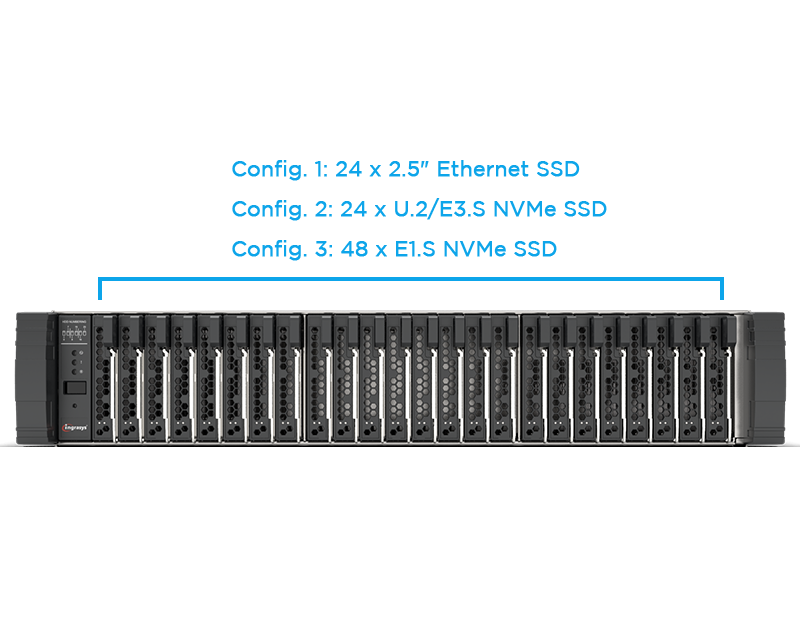 Config. 1: 24 x 2.5" Ethernet SSD
Config. 2: 24 x U.2/E3.S NVMe SSD
Config. 3: 48 x E1.S NVMe SSD
ingrasys